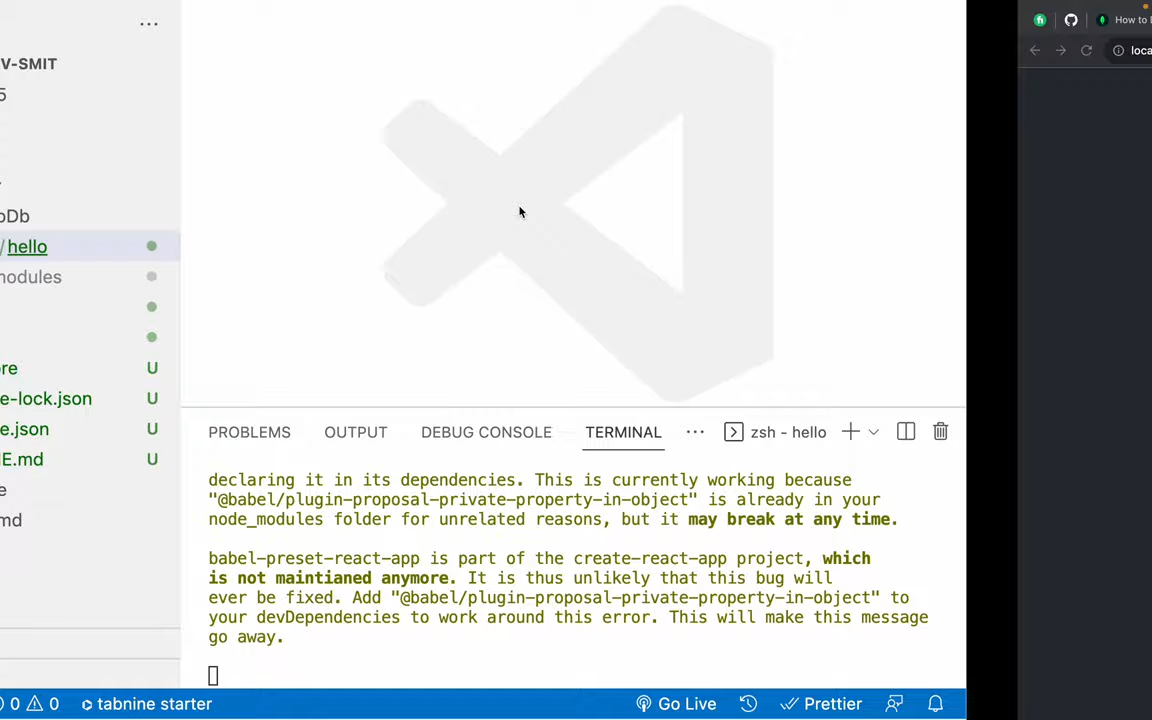 ...
V-SMIT
5
oDb
/hello
modules
re U
e-lock.json U
e.json U
E.md U
e
md
PROBLEMS OUTPUT DEBUG CONSOLE TERMINAL ... zsh - hello
declaring it in its dependencies. This is currently working because
"@babel/plugin-proposal-private-property-in-object" is already in your
node_modules folder for unrelated reasons, but it may break at any time.
babel-preset-react-app is part of the create-react-app project, which
is not maintianed anymore. It is thus unlikely that this bug will
ever be fixed. Add "@babel/plugin-proposal-private-property-in-object" to
your devDependencies to work around this error. This will make this message
go away.
0 0 tabnine starter Go Live Prettier
How to
loca